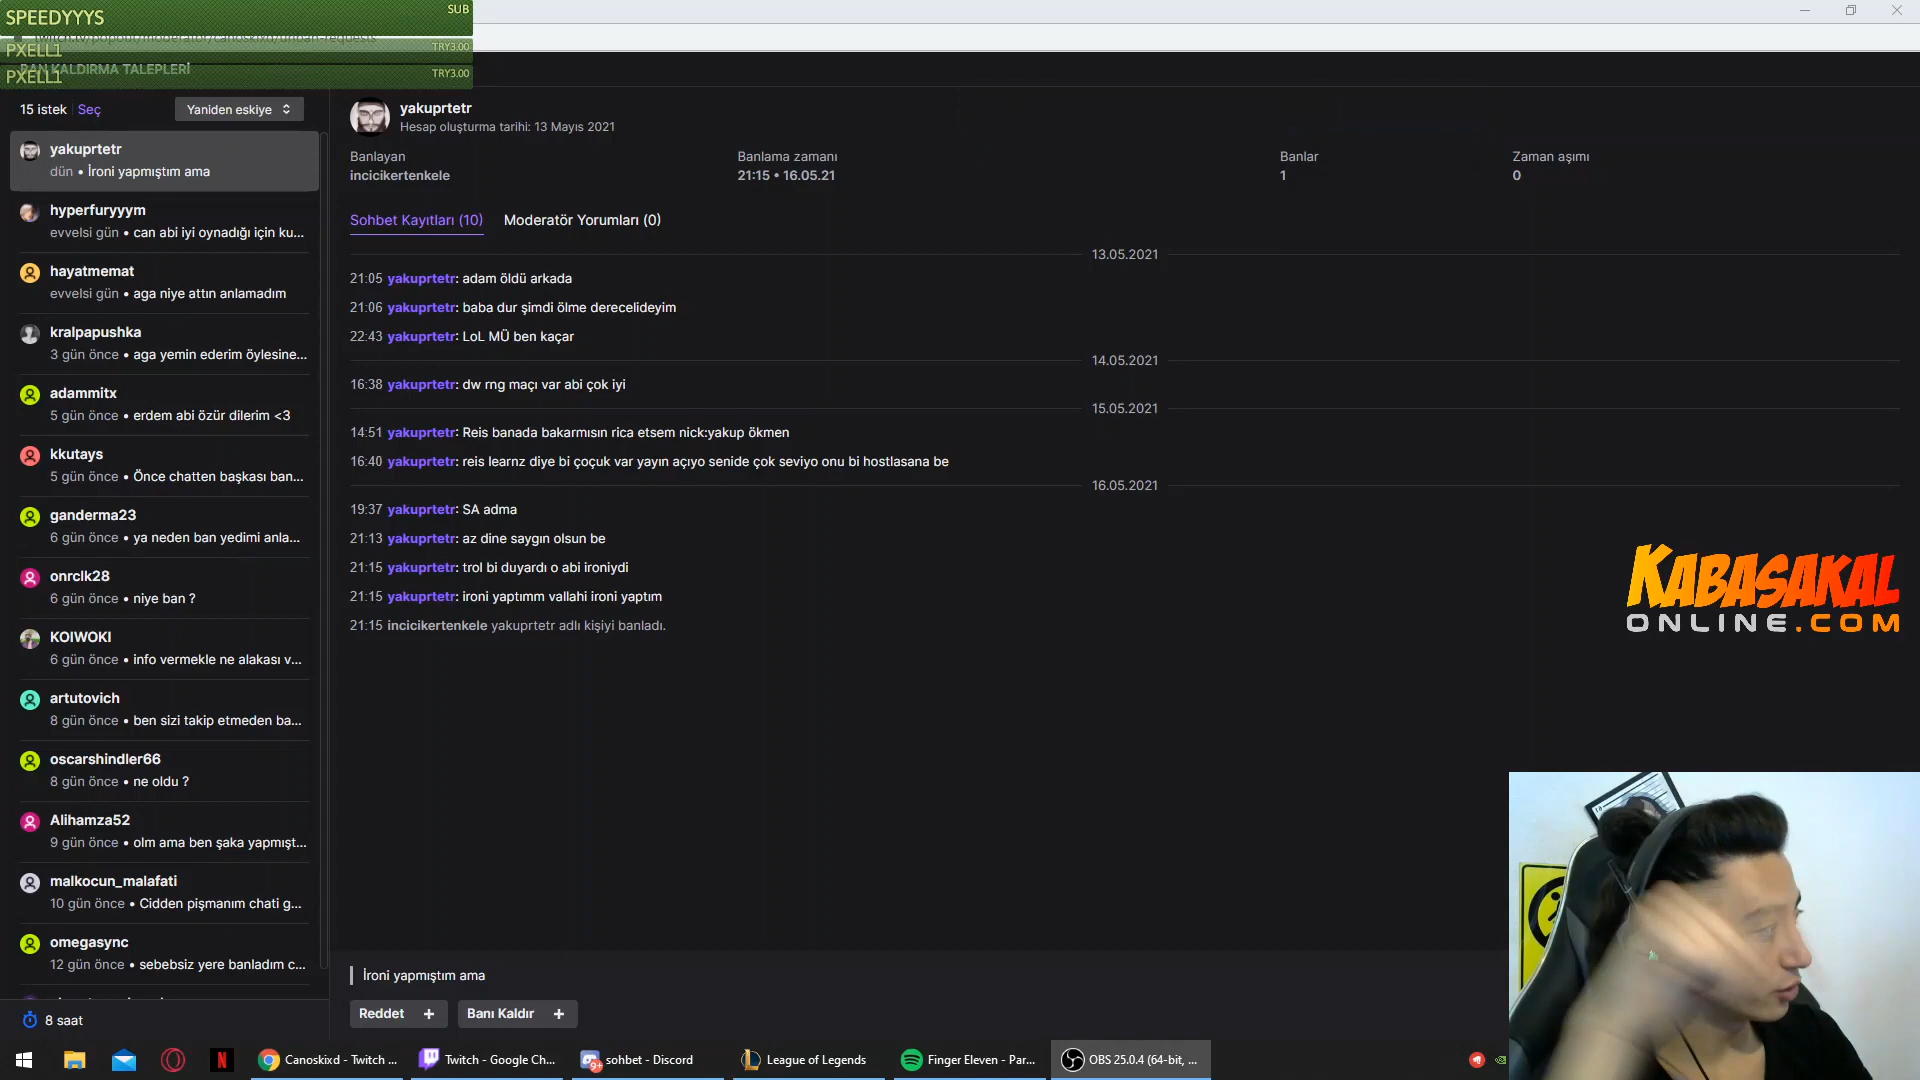 SPEEDYYYS SUB
PXELL1 TRY3.00
PXELL1 TRY3.00
BAN KALDIRMA TALEPLERİ
15 istek Seç Yaniden eskiye
yakuprtetr
dün • İroni yapmıştım ama
hyperfuryyym
evvelsi gün • can abi iyi oynadığı için ku...
hayatmemat
evvelsi gün • aga niye attın anlamadım
kralpapushka
3 gün önce • aga yemin ederim öylesine...
adammitx
5 gün önce • erdem abi özür dilerim <3
kkutays
5 gün önce • Önce chatten başkası ban...
ganderma23
6 gün önce • ya neden ban yedimi anla...
onrclk28
6 gün önce • niye ban ?
KOIWOKI
6 gün önce • info vermekle ne alakası v...
artutovich
8 gün önce • ben sizi takip etmeden ba...
oscarshindler66
8 gün önce • ne oldu ?
Alihamza52
9 gün önce • olm ama ben şaka yapmışt...
malkocun_malafati
10 gün önce • Cidden pişmanım chati g...
omegasync
12 gün önce • sebebsiz yere banladım c...
8 saat
yakuprtetr
Hesap oluşturma tarihi: 13 Mayıs 2021
Banlayan Banlama zamanı Banlar Zaman aşımı
incicikertenkele 21:15 • 16.05.21 1 0
Sohbet Kayıtları (10) Moderatör Yorumları (0)
13.05.2021
21:05 yakuprtetr: adam öldü arkada
21:06 yakuprtetr: baba dur şimdi ölme derecelideyim
22:43 yakuprtetr: LoL MÜ ben kaçar
14.05.2021
16:38 yakuprtetr: dw rng maçı var abi çok iyi
15.05.2021
14:51 yakuprtetr: Reis banada bakarmısın rica etsem nick:yakup ökmen
16:40 yakuprtetr: reis learnz diye bi çoçuk var yayın açıyo senide çok seviyo onu bi hostlasana be
16.05.2021
19:37 yakuprtetr: SA adma
21:13 yakuprtetr: az dine saygın olsun be
21:15 yakuprtetr: trol bi duyardı o abi ironiydi
21:15 yakuprtetr: ironi yaptımm vallahi ironi yaptım
21:15 incicikertenkele yakuprtetr adlı kişiyi banladı.
KABASAKAL
ONLINE.COM
İroni yapmıştım ama
Reddet + Banı Kaldır +
N Canoskixd - Twitch ... Twitch - Google Ch... 9+ sohbet - Discord League of Legends Finger Eleven - Par... OBS 25.0.4 (64-bit, ...